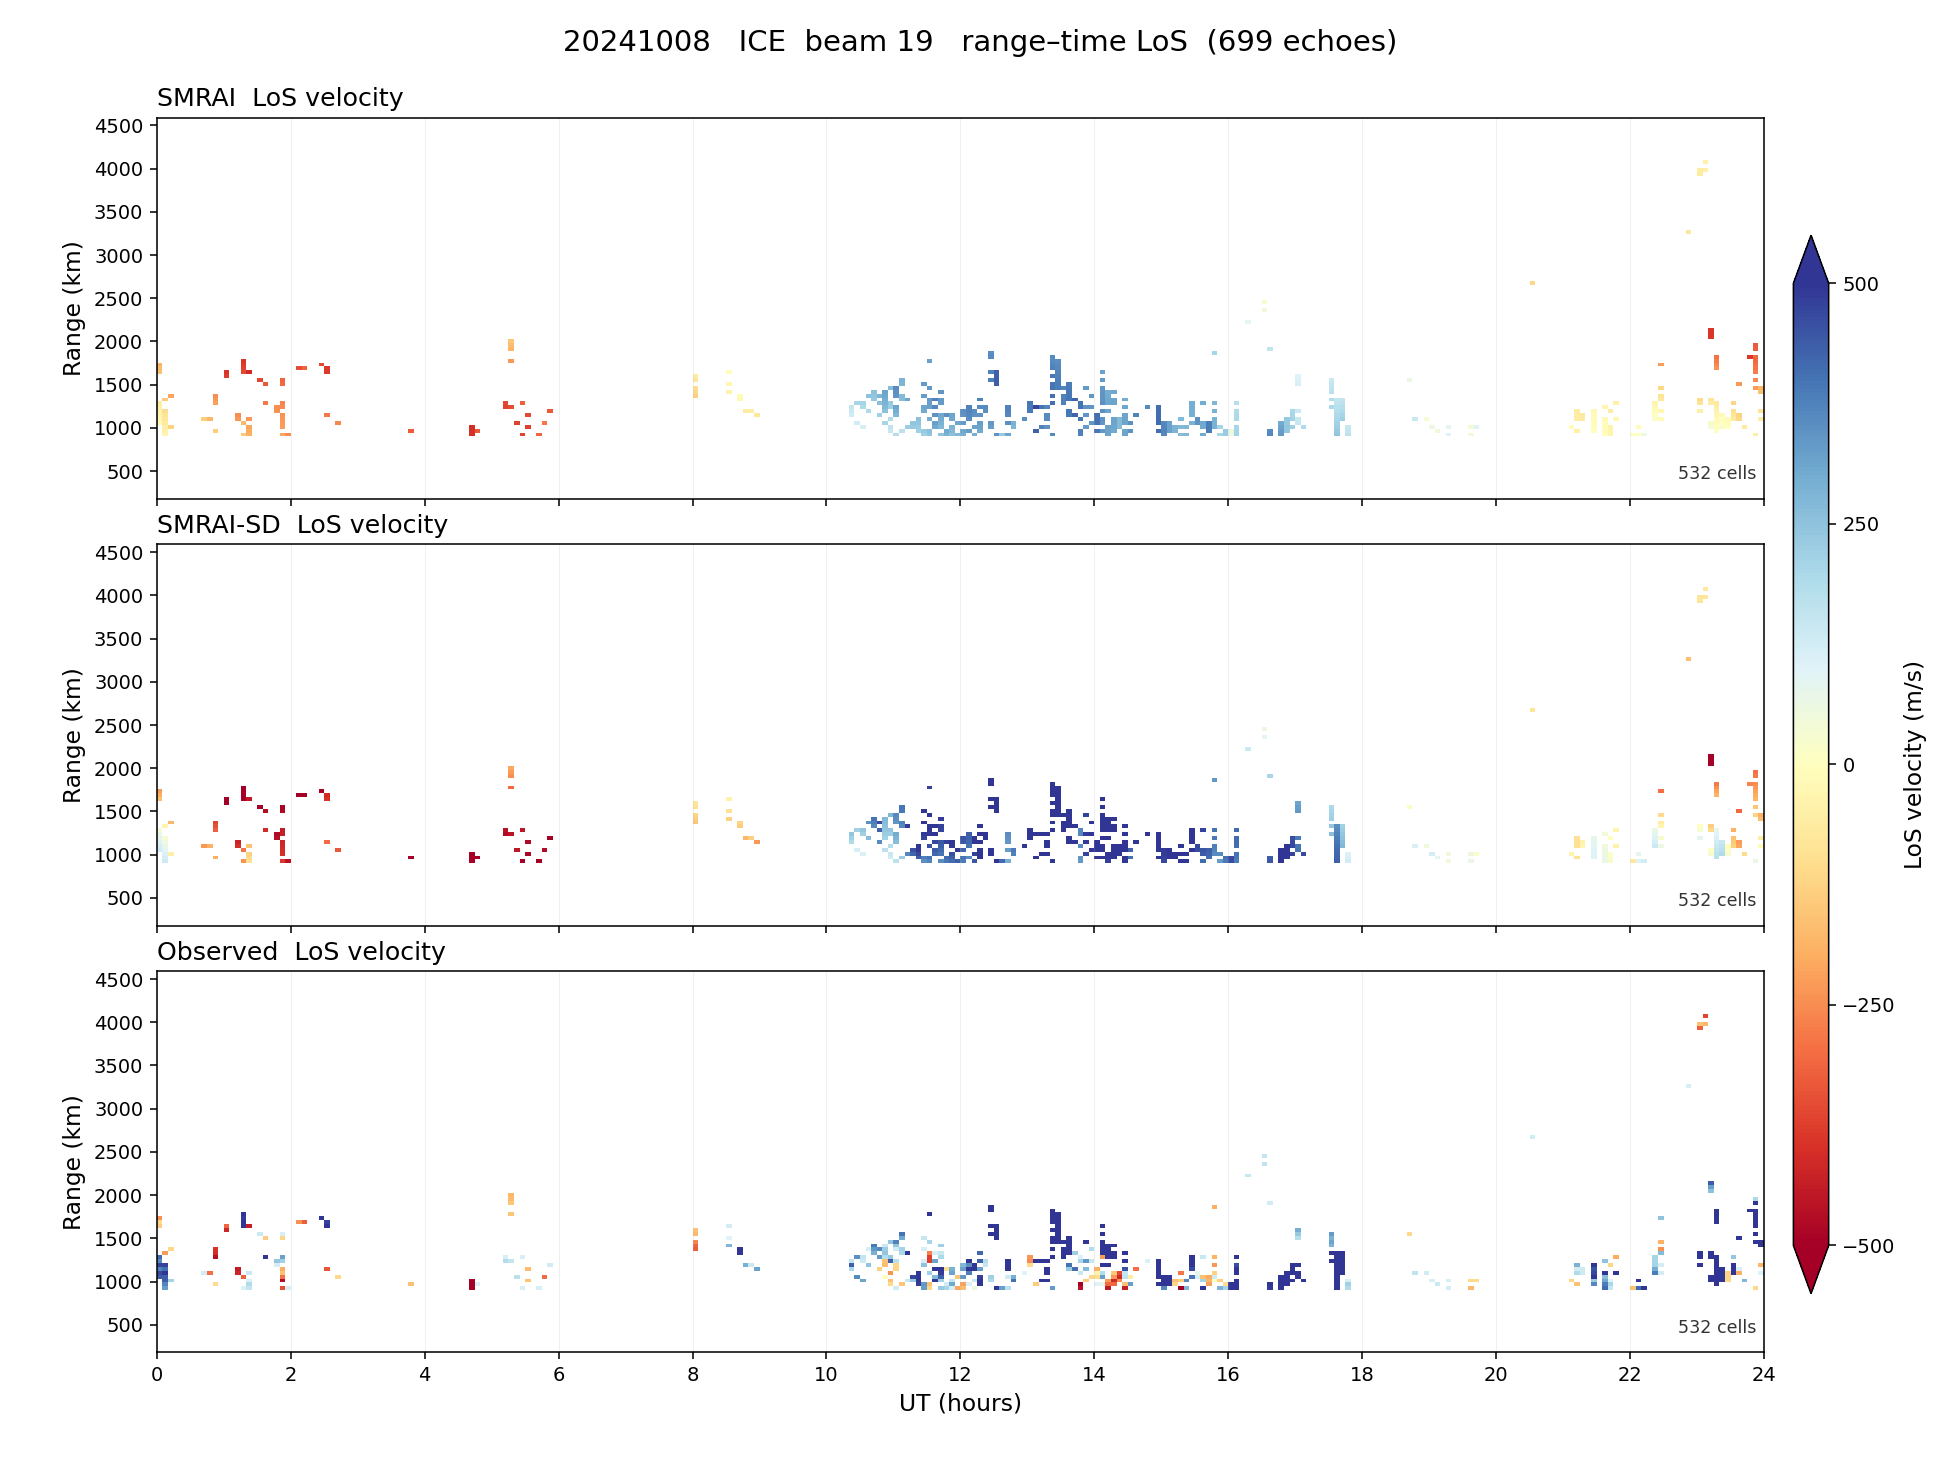 20241008   ICE  beam 19   range–time LoS  (699 echoes)
SMRAI  LoS velocity
4500
4000
3500
3000
2500
2000
1500
1000
500
Range (km)
532 cells
SMRAI-SD  LoS velocity
4500
4000
3500
3000
2500
2000
1500
1000
500
Range (km)
532 cells
Observed  LoS velocity
4500
4000
3500
3000
2500
2000
1500
1000
500
Range (km)
532 cells
0 2 4 6 8 10 12 14 16 18 20 22 24
UT (hours)
500
250
0
−250
−500
LoS velocity (m/s)